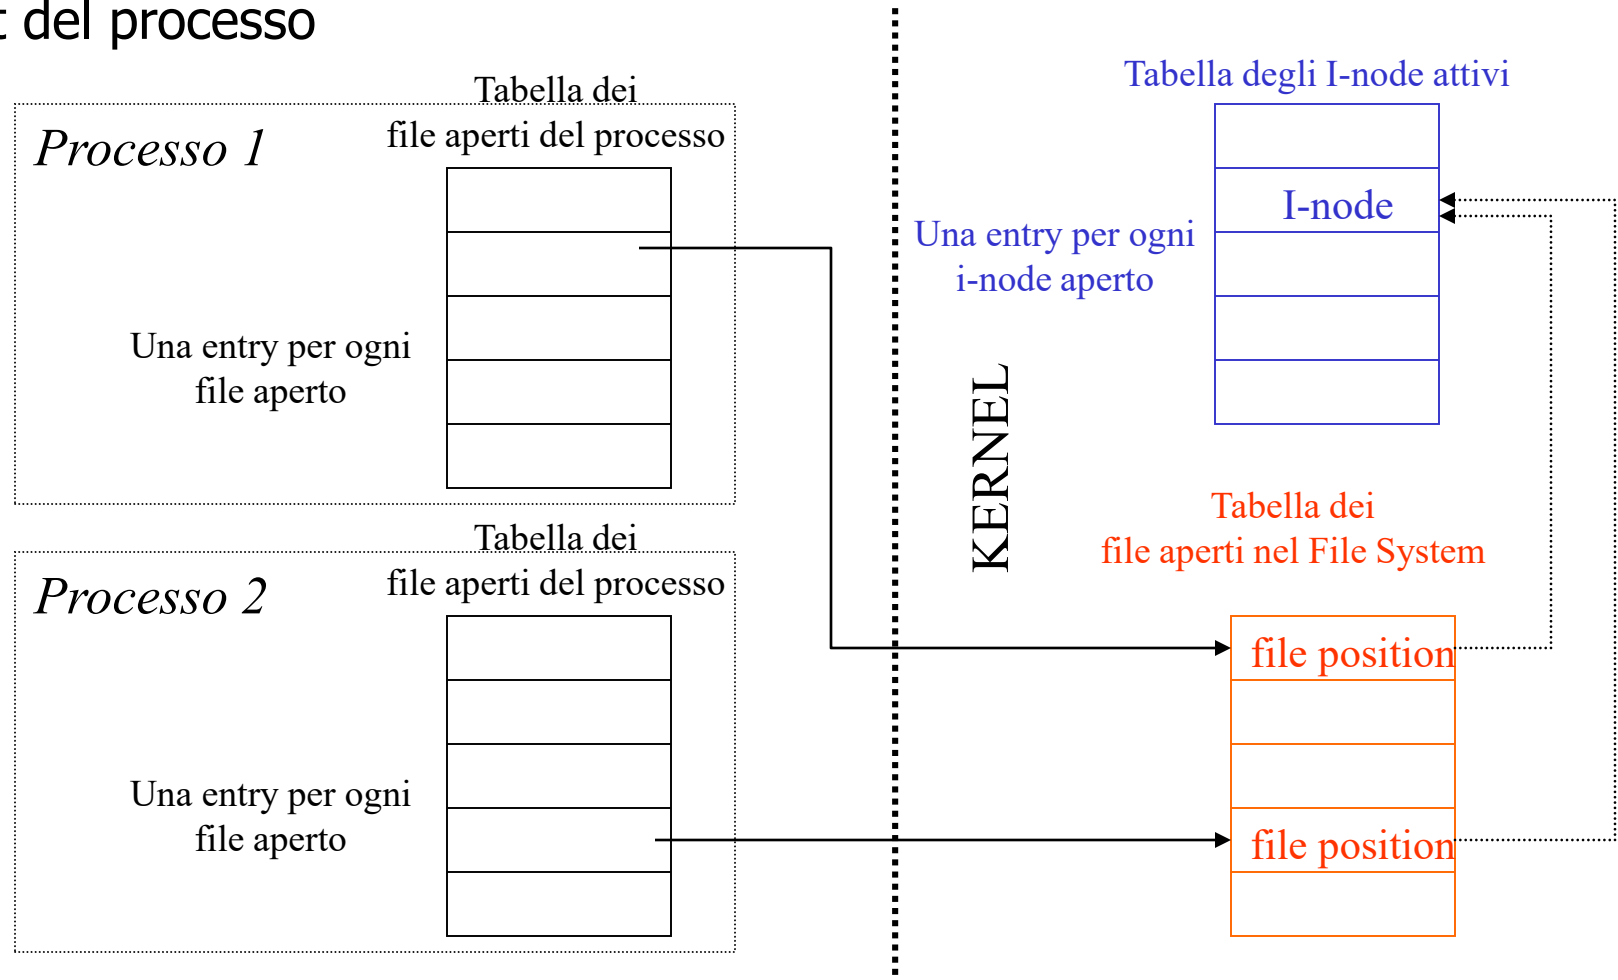 del processo
Tabella dei
file aperti del processo
Processo 1
Una entry per ogni
file aperto
Tabella dei
file aperti del processo
Processo 2
Una entry per ogni
file aperto
KERNEL
Tabella degli I-node attivi
I-node
Una entry per ogni
i-node aperto
Tabella dei
file aperti nel File System
file position
file position